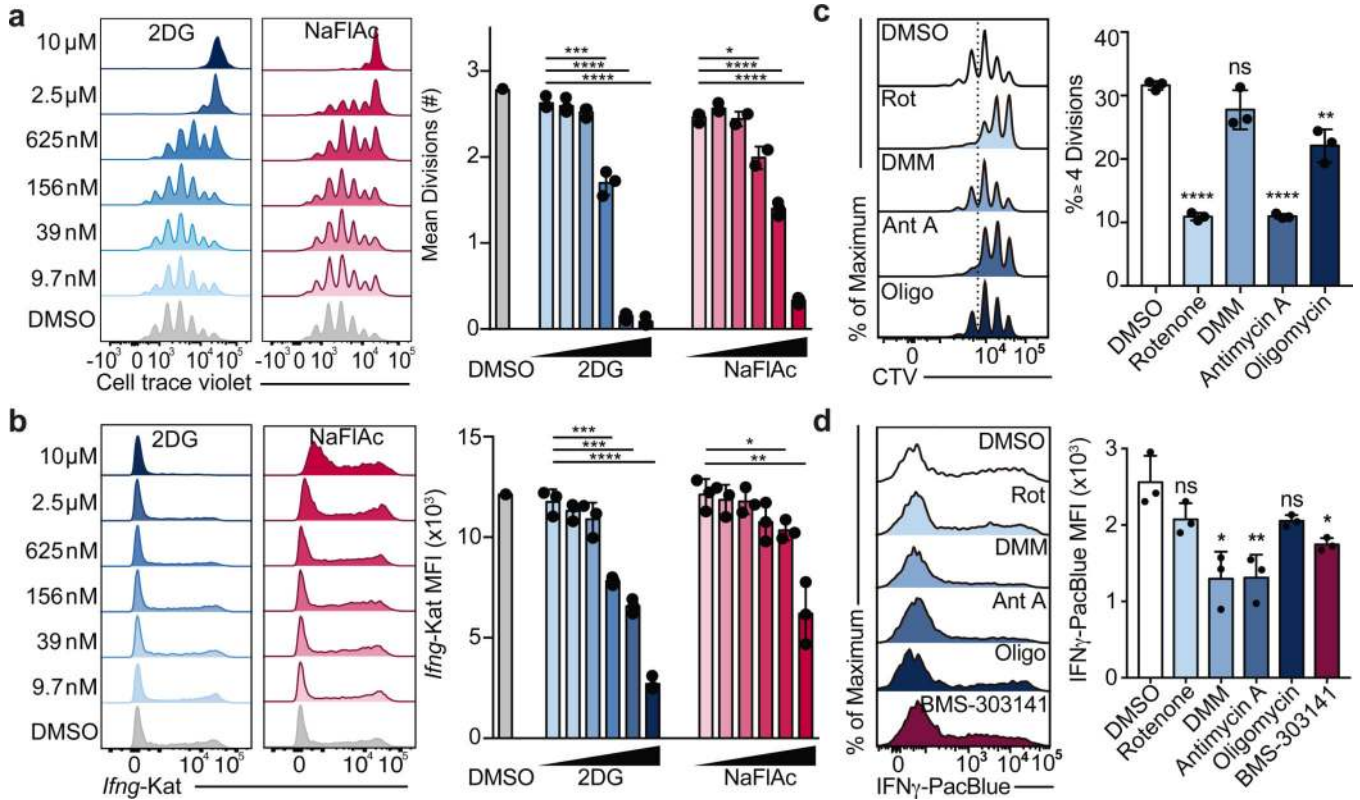 a
2DG
NaFlAc
10 µM
2.5µM
625 nM
156 nM
39 nM
9.7 nM
DMSO
-10³ 0 10³ 10⁴ 10⁵
-10³ 0 10³ 10⁴ 10⁵
Cell trace violet
Mean Divisions (#)
3
2
1
0
***
****
****
*
****
****
DMSO
2DG
NaFlAc
c
DMSO
Rot
DMM
Ant A
Oligo
% of Maximum
0 10⁴ 10⁵
CTV
%≥ 4 Divisions
40
30
20
10
0
****
ns
****
**
DMSO
Rotenone
DMM
Antimycin A
Oligomycin
b
2DG
NaFlAc
10µM
2.5µM
625 nM
156 nM
39 nM
9.7 nM
DMSO
0 10⁴ 10⁵
0 10⁴ 10⁵
Ifng-Kat
Ifng-Kat MFI (x10³)
15
10
5
0
***
***
****
*
**
DMSO
2DG
NaFlAc
d
DMSO
Rot
DMM
Ant A
Oligo
BMS-303141
% of Maximum
0 10³ 10⁴ 10⁵
IFNγ-PacBlue
IFNγ-PacBlue MFI (x10³)
3
2
1
0
ns
*
**
ns
*
DMSO
Rotenone
DMM
Antimycin A
Oligomycin
BMS-303141